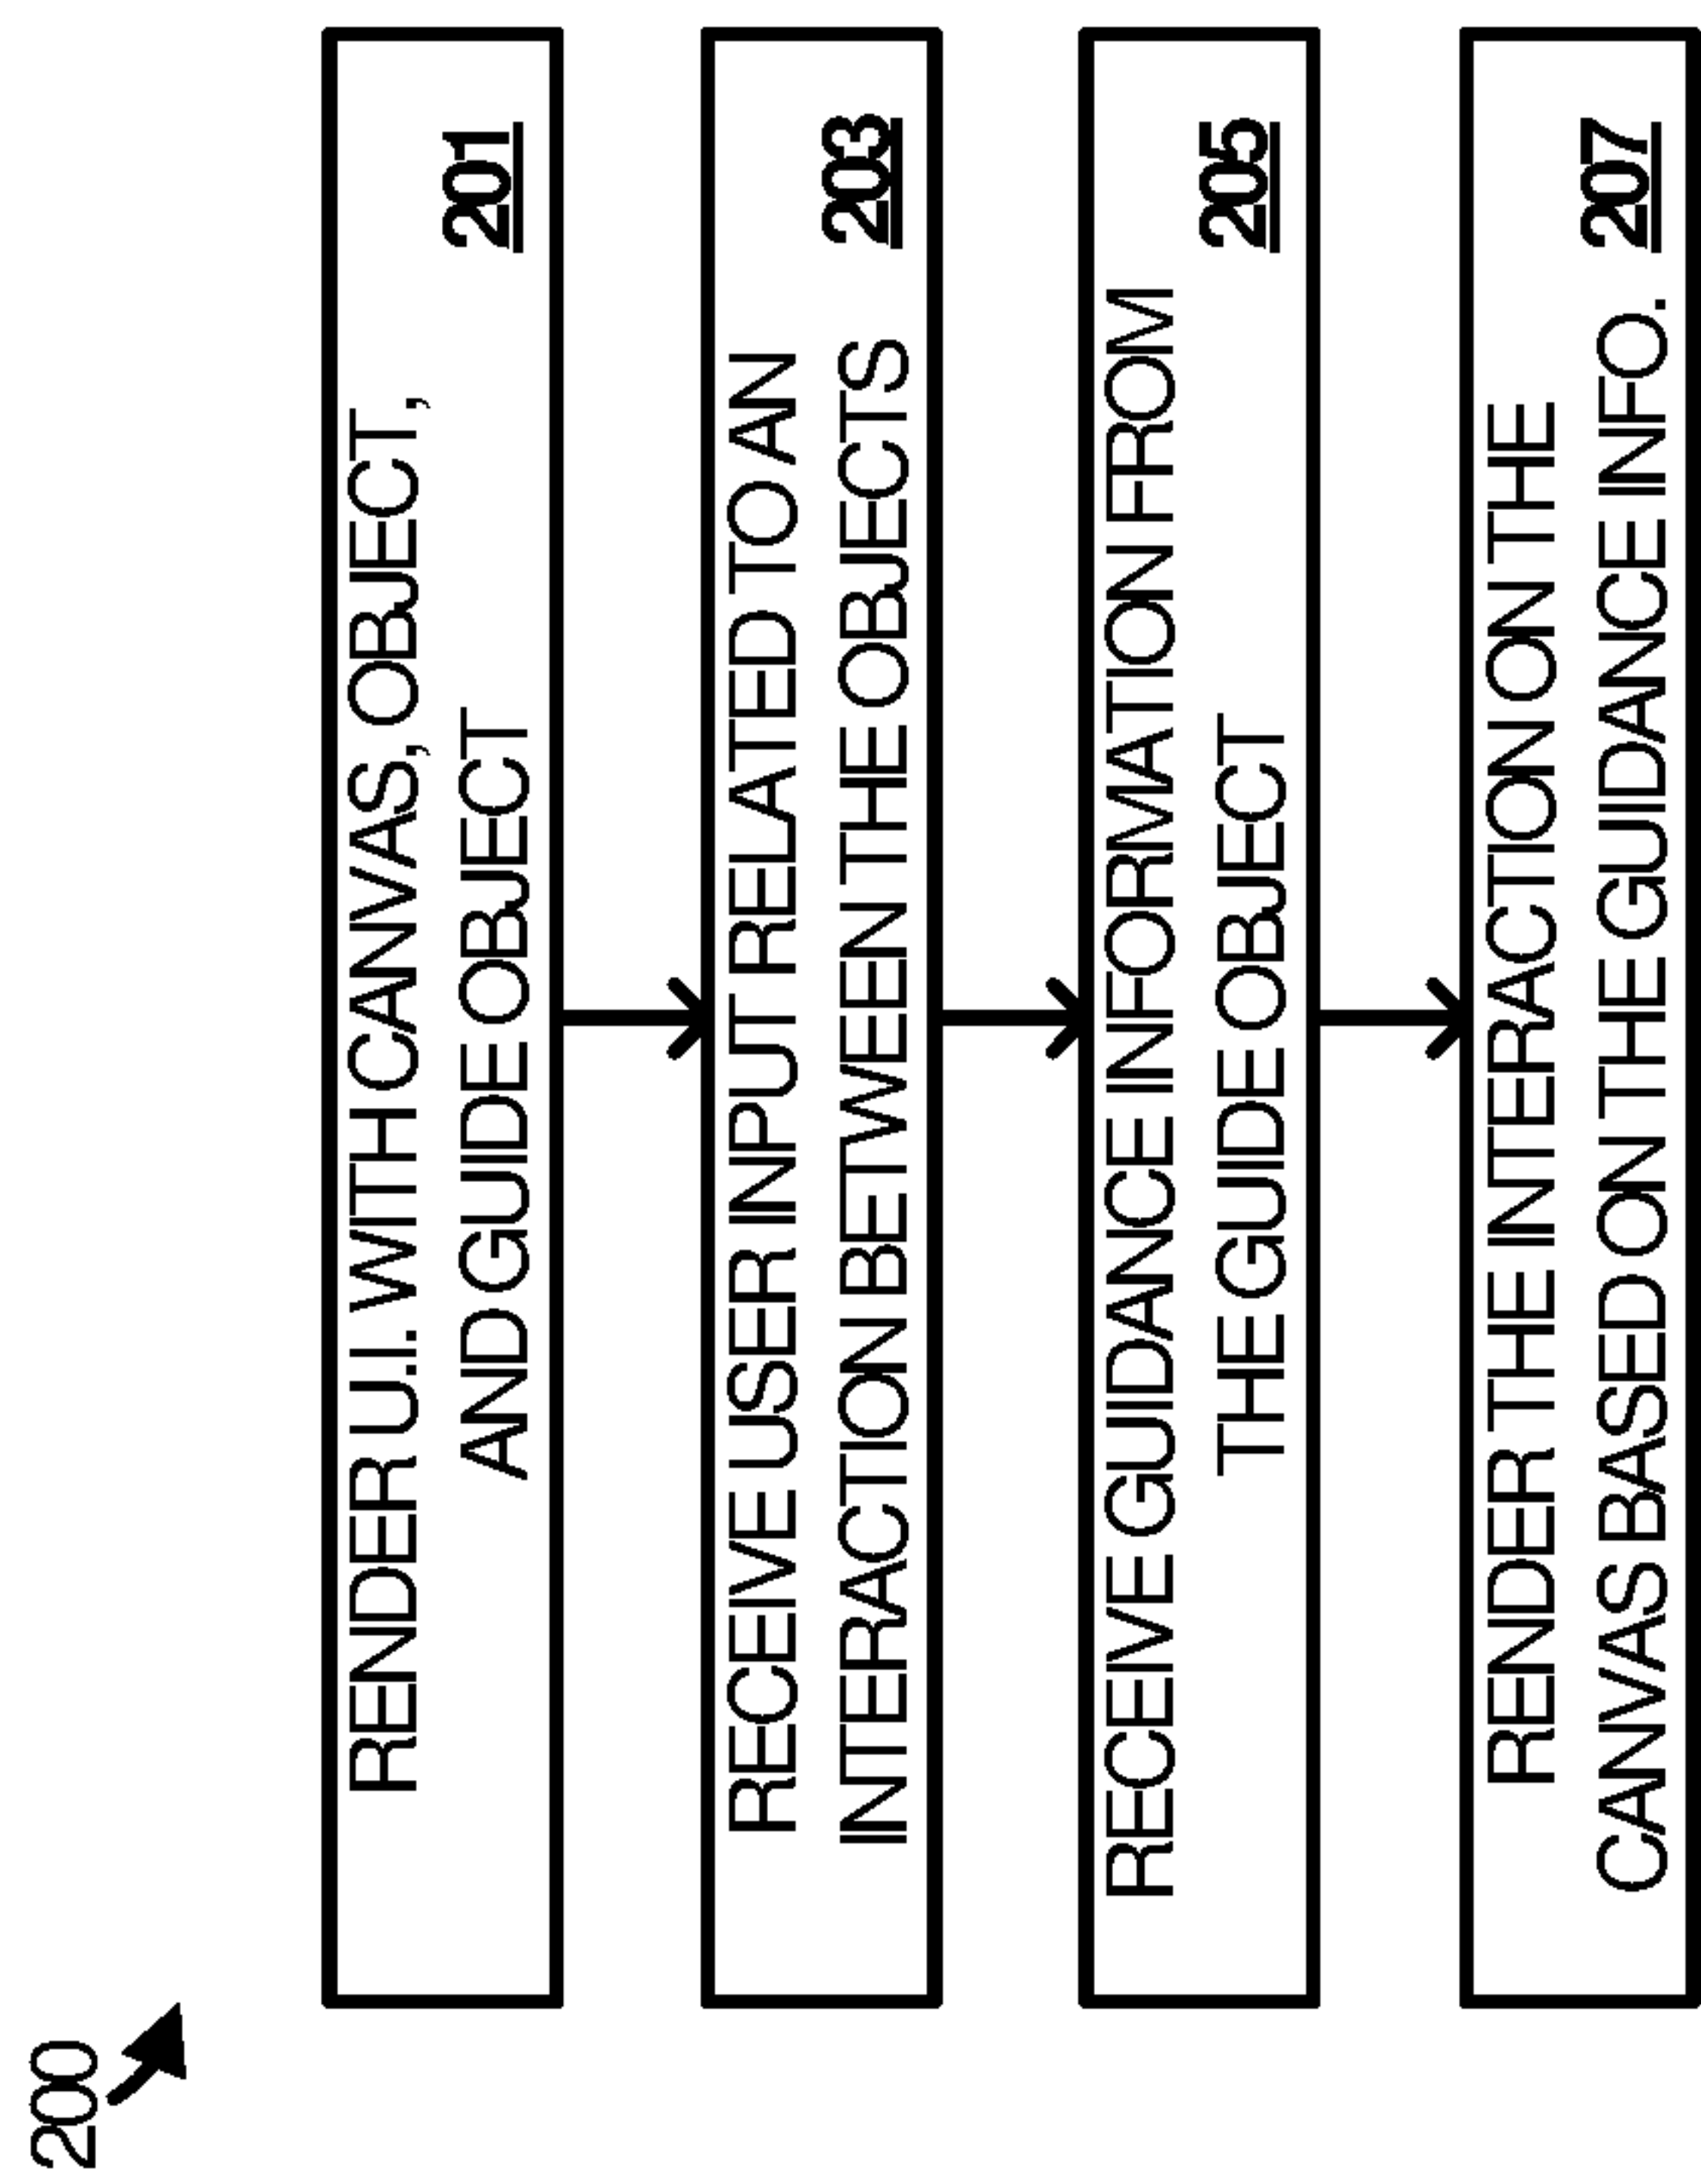 200
RENDER U.I. WITH CANVAS, OBJECT,
AND GUIDE OBJECT
201
RECEIVE USER INPUT RELATED TO AN
INTERACTION BETWEEN THE OBJECTS
203
RECEIVE GUIDANCE INFORMATION FROM
THE GUIDE OBJECT
205
RENDER THE INTERACTION ON THE
CANVAS BASED ON THE GUIDANCE INFO.
207